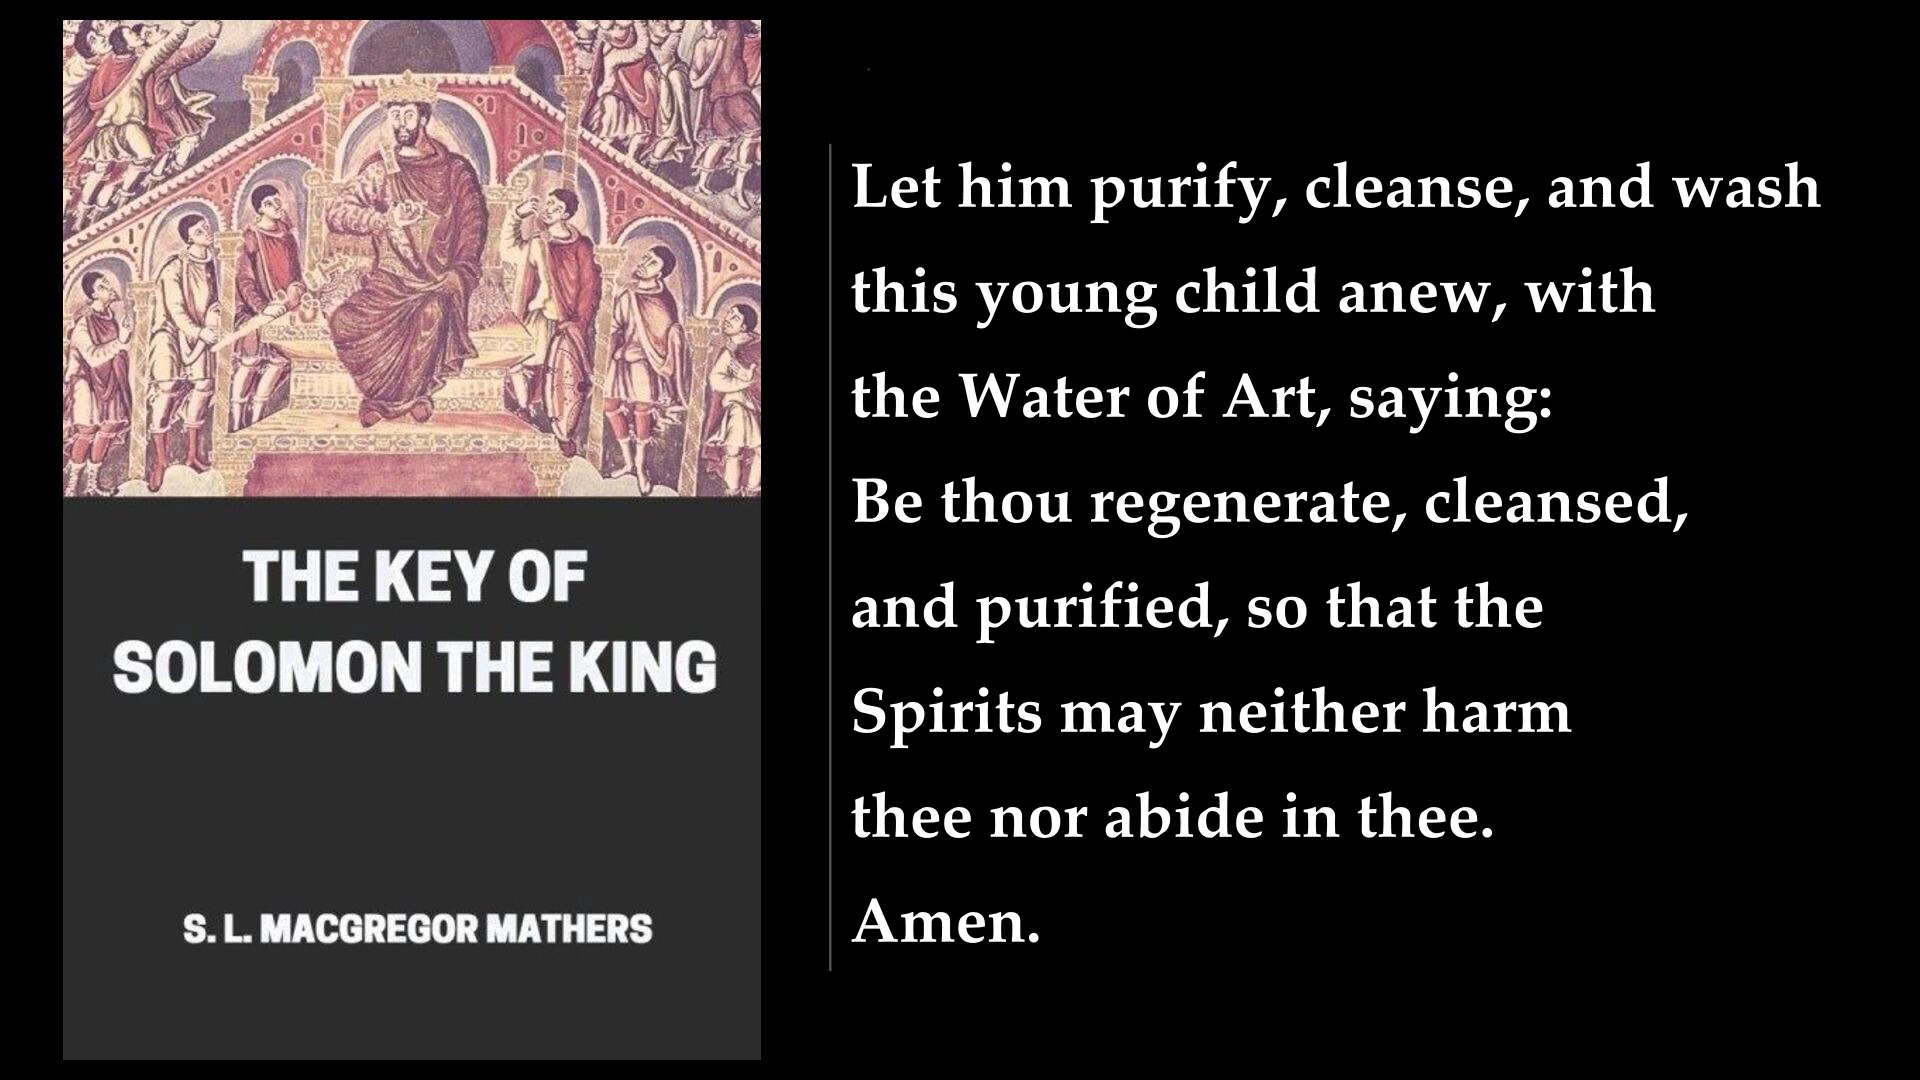 THE KEY OF
SOLOMON THE KING
S. L. MACGREGOR MATHERS
Let him purify, cleanse, and wash
this young child anew, with
the Water of Art, saying:
Be thou regenerate, cleansed,
and purified, so that the
Spirits may neither harm
thee nor abide in thee.
Amen.